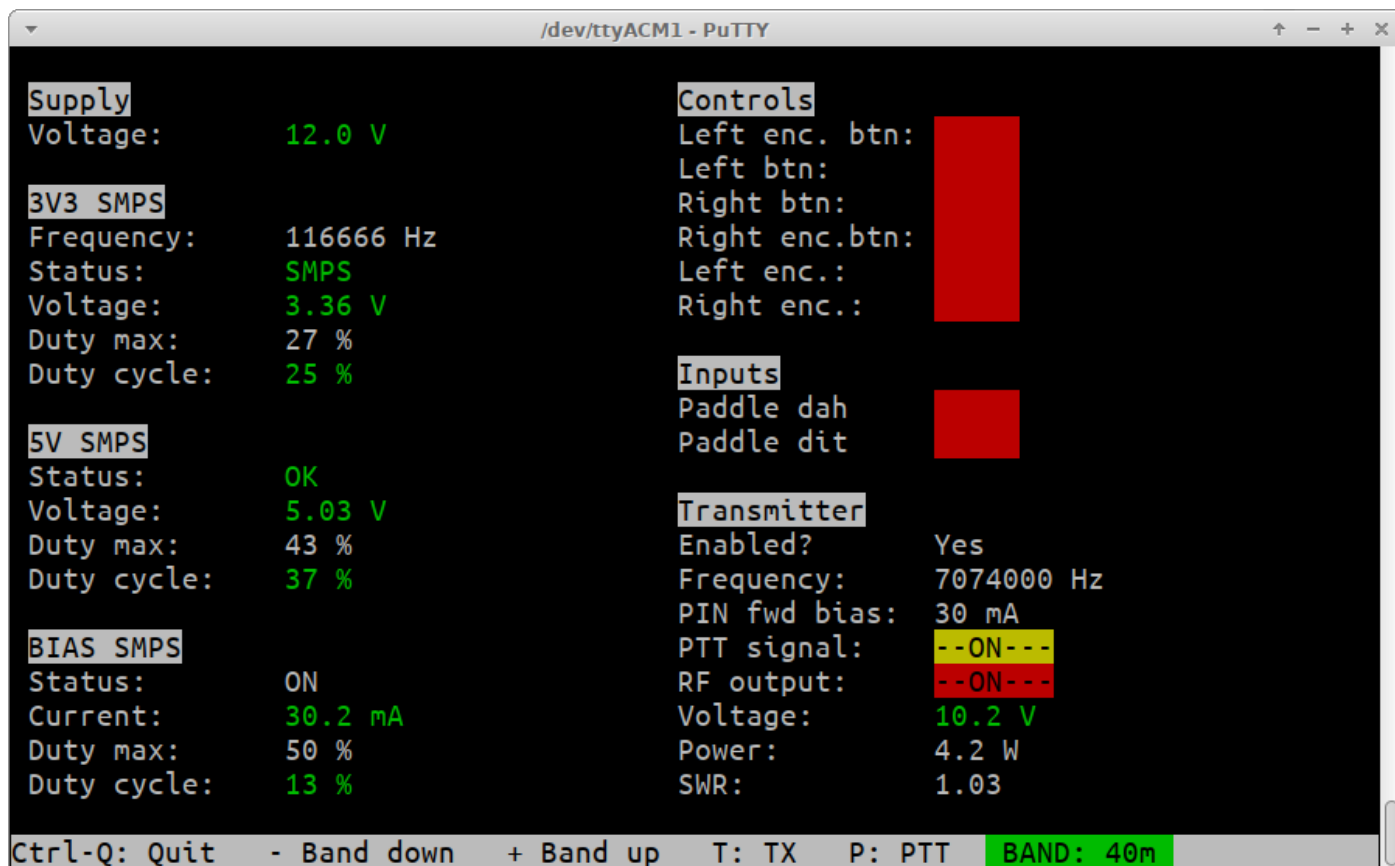 /dev/ttyACM1 - PuTTY
Supply
Voltage: 12.0 V
3V3 SMPS
Frequency: 116666 Hz
Status: SMPS
Voltage: 3.36 V
Duty max: 27 %
Duty cycle: 25 %
5V SMPS
Status: OK
Voltage: 5.03 V
Duty max: 43 %
Duty cycle: 37 %
BIAS SMPS
Status: ON
Current: 30.2 mA
Duty max: 50 %
Duty cycle: 13 %
Controls
Left enc. btn:
Left btn:
Right btn:
Right enc.btn:
Left enc.:
Right enc.:
Inputs
Paddle dah
Paddle dit
Transmitter
Enabled? Yes
Frequency: 7074000 Hz
PIN fwd bias: 30 mA
PTT signal: --ON---
RF output: --ON---
Voltage: 10.2 V
Power: 4.2 W
SWR: 1.03
Ctrl-Q: Quit - Band down + Band up T: TX P: PTT BAND: 40m